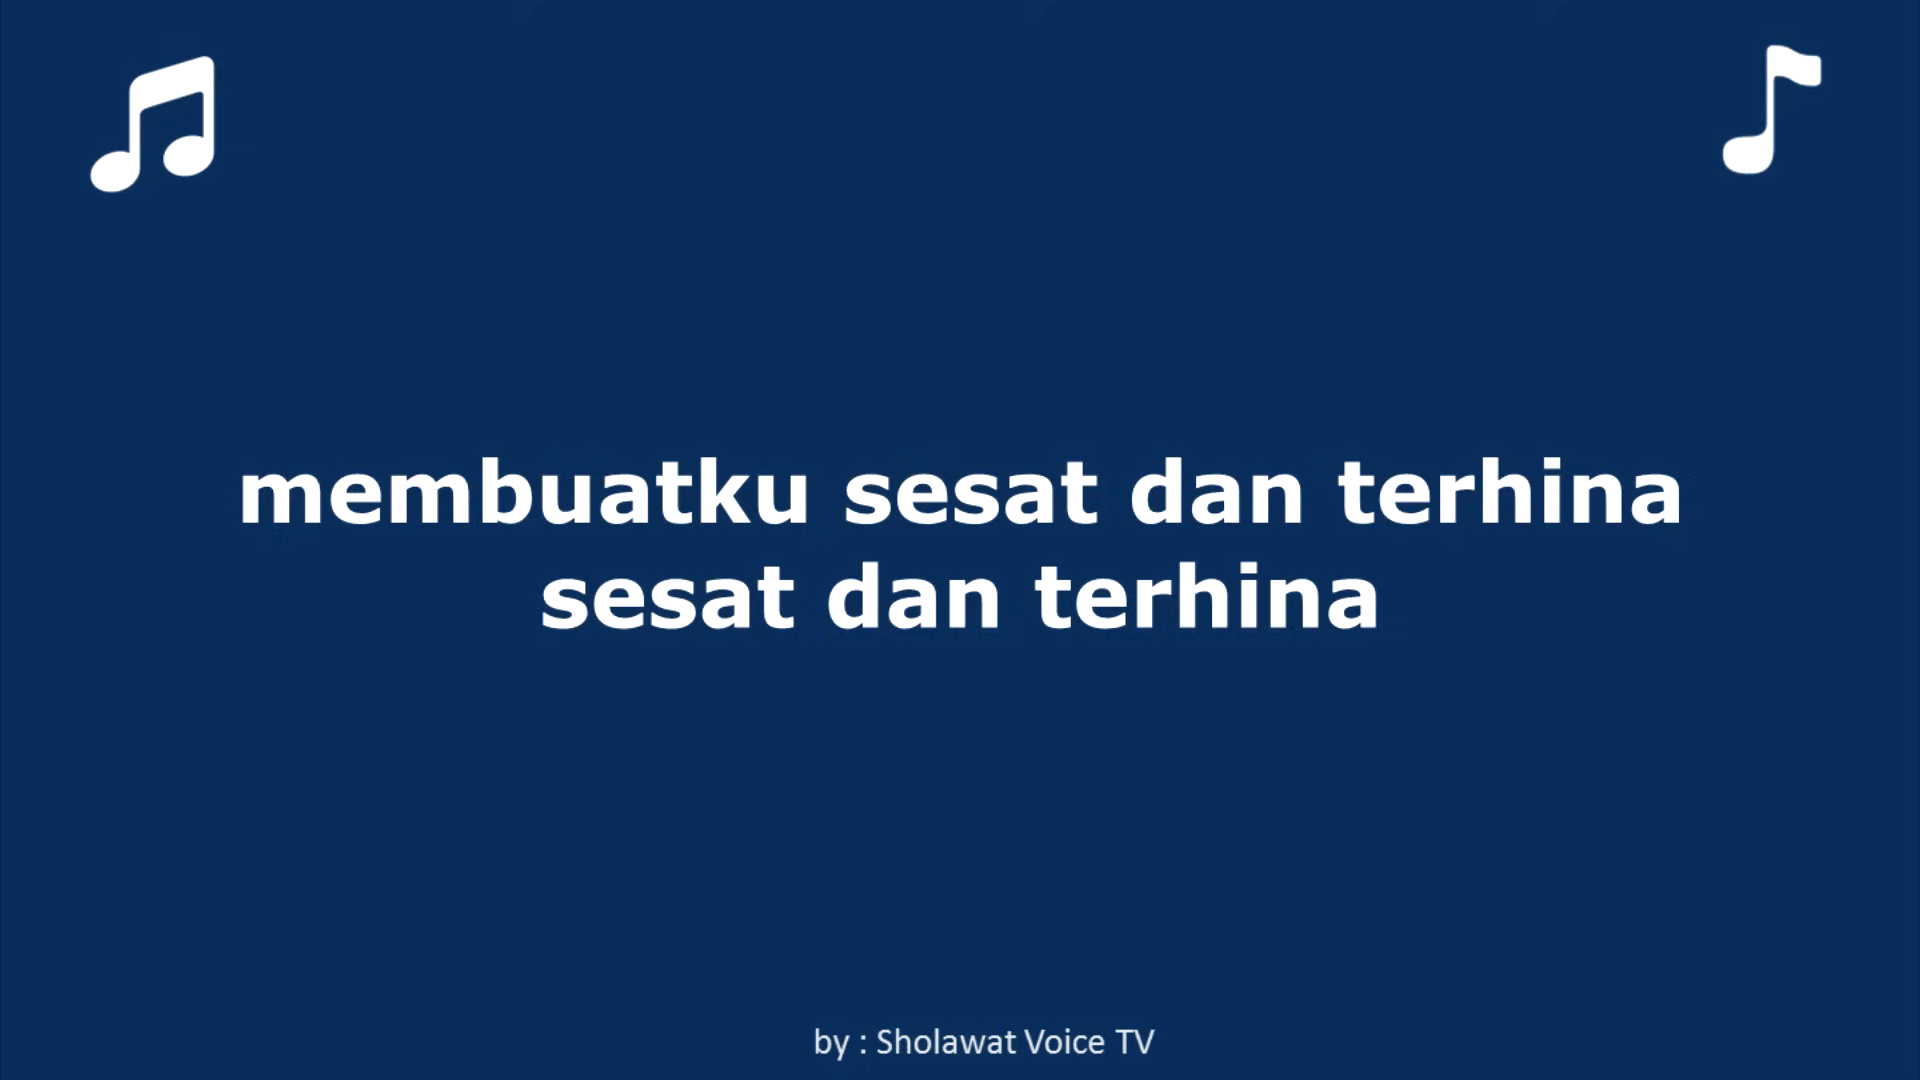 membuatku sesat dan terhina
sesat dan terhina
by : Sholawat Voice TV